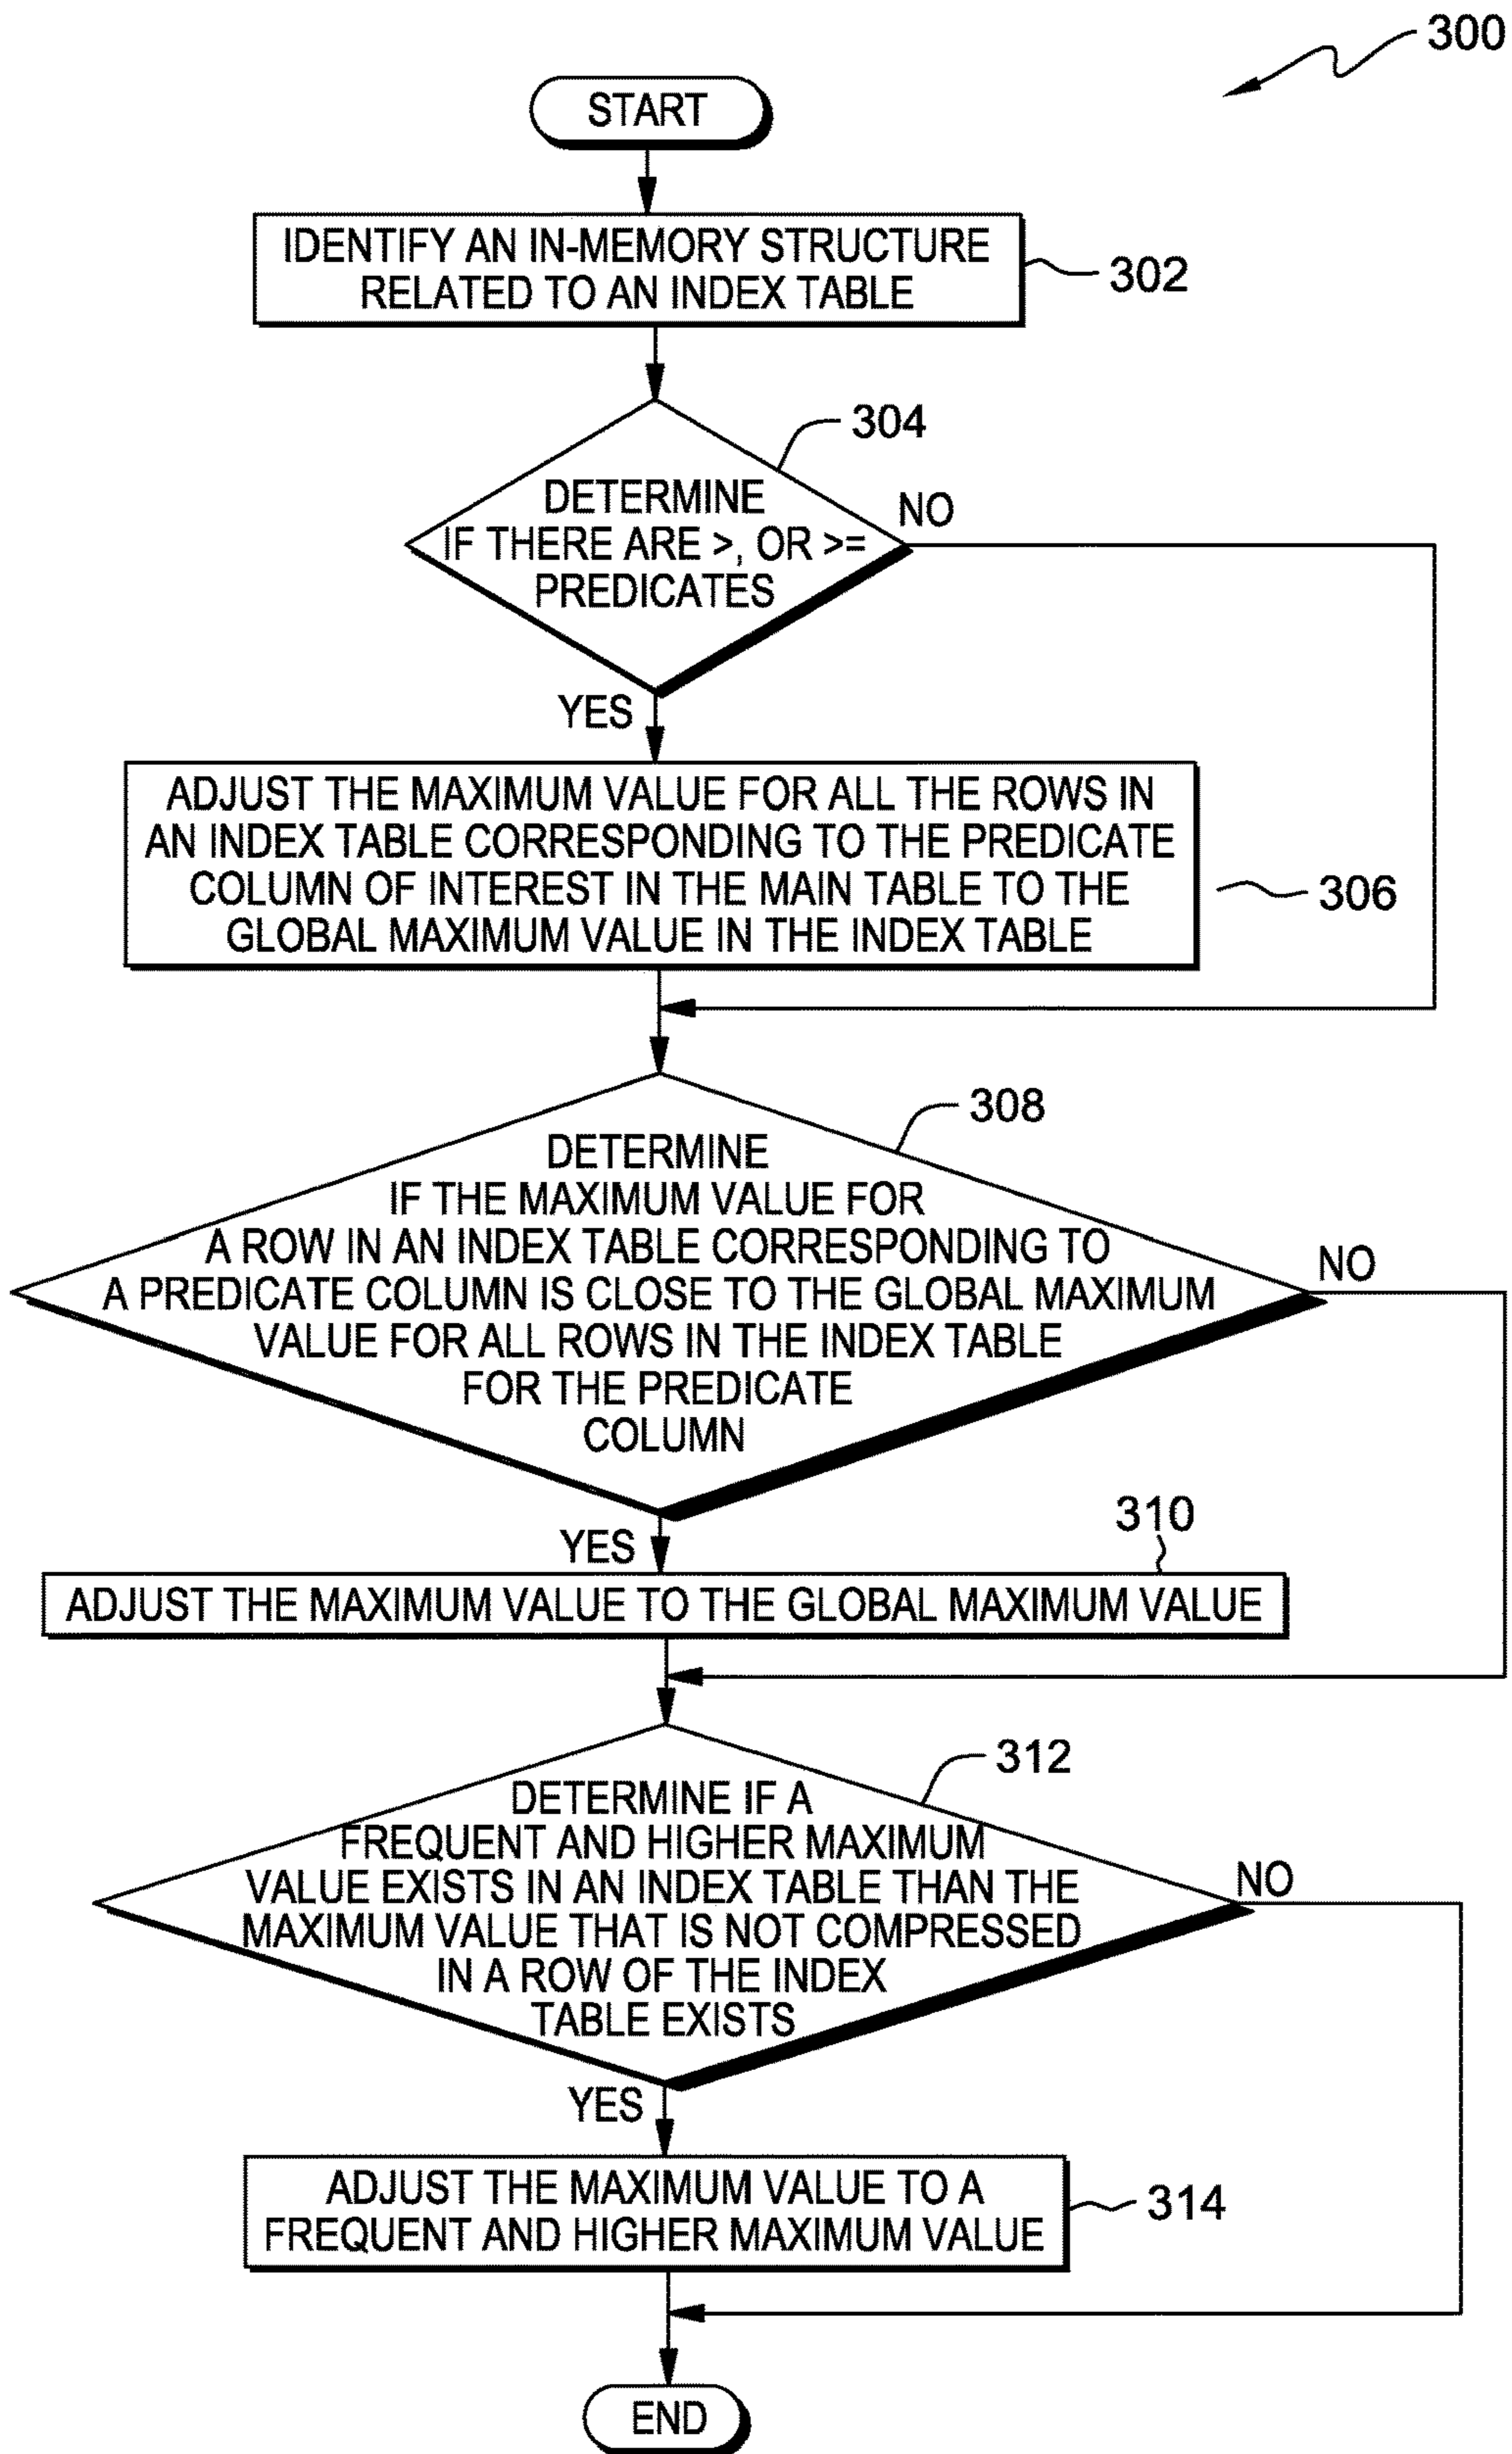 300
START
IDENTIFY AN IN-MEMORY STRUCTURE
RELATED TO AN INDEX TABLE
302
304
DETERMINE
IF THERE ARE >, OR >=
PREDICATES
NO
YES
ADJUST THE MAXIMUM VALUE FOR ALL THE ROWS IN
AN INDEX TABLE CORRESPONDING TO THE PREDICATE
COLUMN OF INTEREST IN THE MAIN TABLE TO THE
GLOBAL MAXIMUM VALUE IN THE INDEX TABLE
306
308
DETERMINE
IF THE MAXIMUM VALUE FOR
A ROW IN AN INDEX TABLE CORRESPONDING TO
A PREDICATE COLUMN IS CLOSE TO THE GLOBAL MAXIMUM
VALUE FOR ALL ROWS IN THE INDEX TABLE
FOR THE PREDICATE
COLUMN
NO
YES
310
ADJUST THE MAXIMUM VALUE TO THE GLOBAL MAXIMUM VALUE
312
DETERMINE IF A
FREQUENT AND HIGHER MAXIMUM
VALUE EXISTS IN AN INDEX TABLE THAN THE
MAXIMUM VALUE THAT IS NOT COMPRESSED
IN A ROW OF THE INDEX
TABLE EXISTS
NO
YES
ADJUST THE MAXIMUM VALUE TO A
FREQUENT AND HIGHER MAXIMUM VALUE
314
END